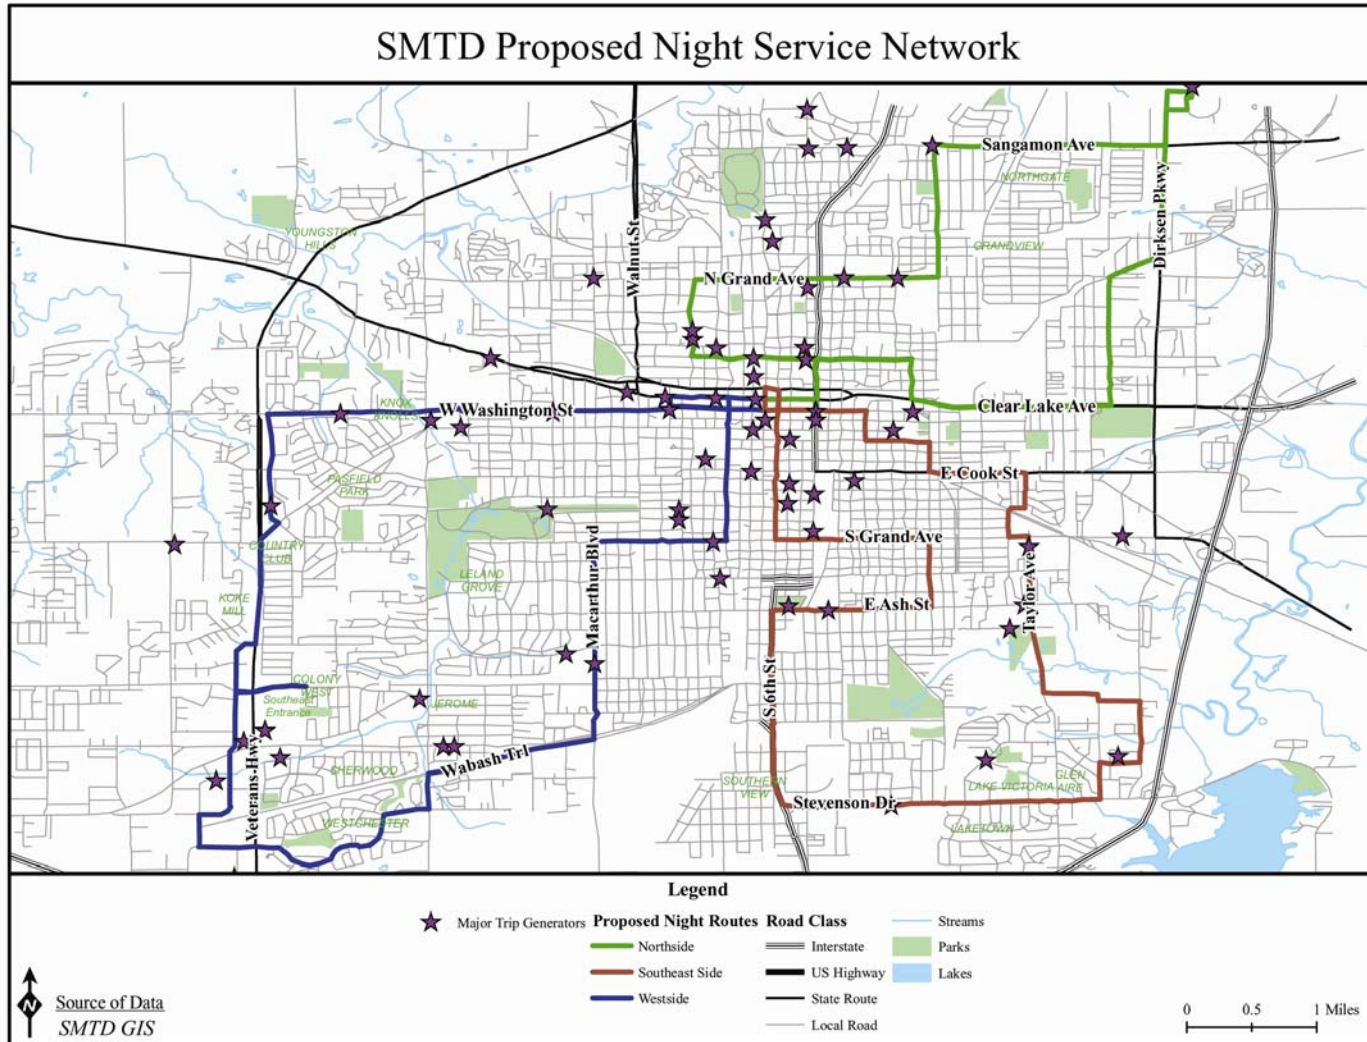 SMTD Proposed Night Service Network
Sangamon Ave
NORTHGATE
Dirksen Pkwy
YOUNGSTON
HILLS
GRANDVIEW
Walnut St
N Grand Ave
KNOX
KNOLLS
W Washington St
Clear Lake Ave
E Cook St
PASFIELD
PARK
S Grand Ave
COUNTRY
CLUB
Macarthur Blvd
LELAND
GROVE
KOKE
MILL
E Ash St
Taylor Ave
COLONY
WEST
Southeast
Entrance
JEROME
S 6th St
Veterans Hwy
SHERWOOD
Wabash Trl
SOUTHERN
VIEW
LAKE VICTORIA
GLEN
AIRE
Stevenson Dr
WESTCHESTER
LAKETOWN
Legend
Major Trip Generators
Proposed Night Routes
Northside
Southeast Side
Westside
Road Class
Interstate
US Highway
State Route
Local Road
Streams
Parks
Lakes
N
Source of Data
SMTD GIS
0 0.5 1 Miles